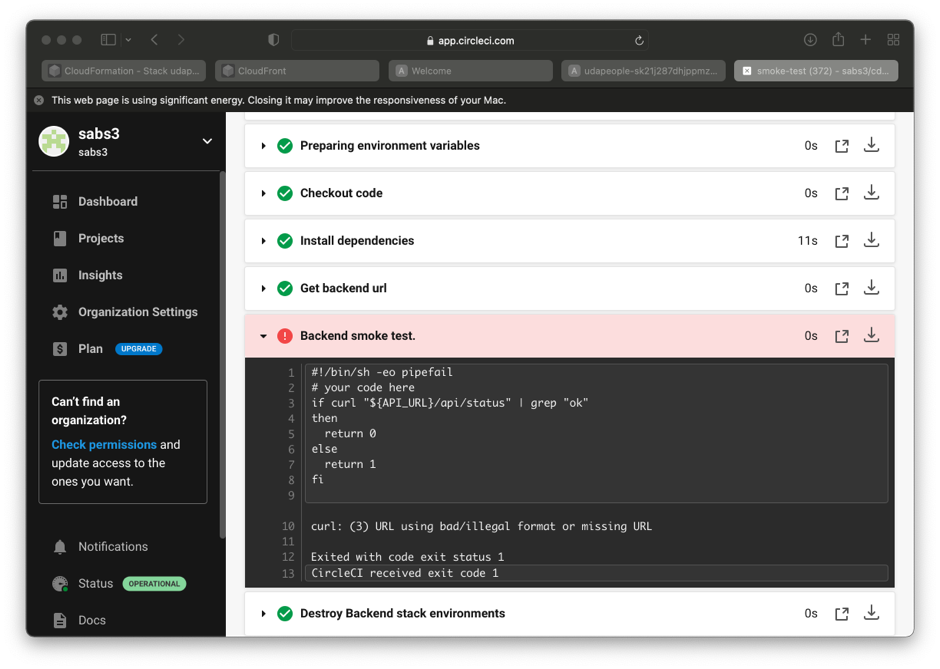 app.circleci.com
CloudFormation - Stack udap...
CloudFront
A Welcome
A udapeople-sk21j287dhjppmz...
smoke-test (372) - sabs3/cd...
This web page is using significant energy. Closing it may improve the responsiveness of your Mac.
sabs3
sabs3
Dashboard
Projects
Insights
Organization Settings
Plan UPGRADE
Can't find an
organization?
Check permissions and
update access to the
ones you want.
Notifications
Status OPERATIONAL
Docs
Preparing environment variables 0s
Checkout code 0s
Install dependencies 11s
Get backend url 0s
Backend smoke test. 0s
1 #!/bin/sh -eo pipefail
2 # your code here
3 if curl "${API_URL}/api/status" | grep "ok"
4 then
5 return 0
6 else
7 return 1
8 fi
9
10 curl: (3) URL using bad/illegal format or missing URL
11
12 Exited with code exit status 1
13 CircleCI received exit code 1
Destroy Backend stack environments 0s